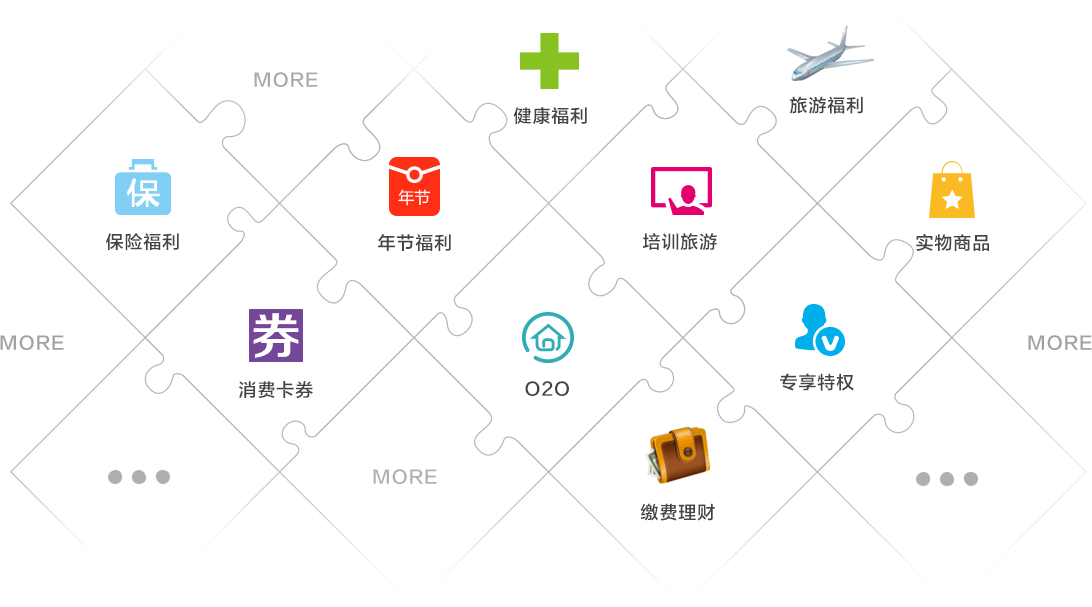 MORE
健康福利
旅游福利
保
保险福利
年节
年节福利
培训旅游
实物商品
MORE
券
消费卡券
O2O
V
专享特权
MORE
MORE
缴费理财